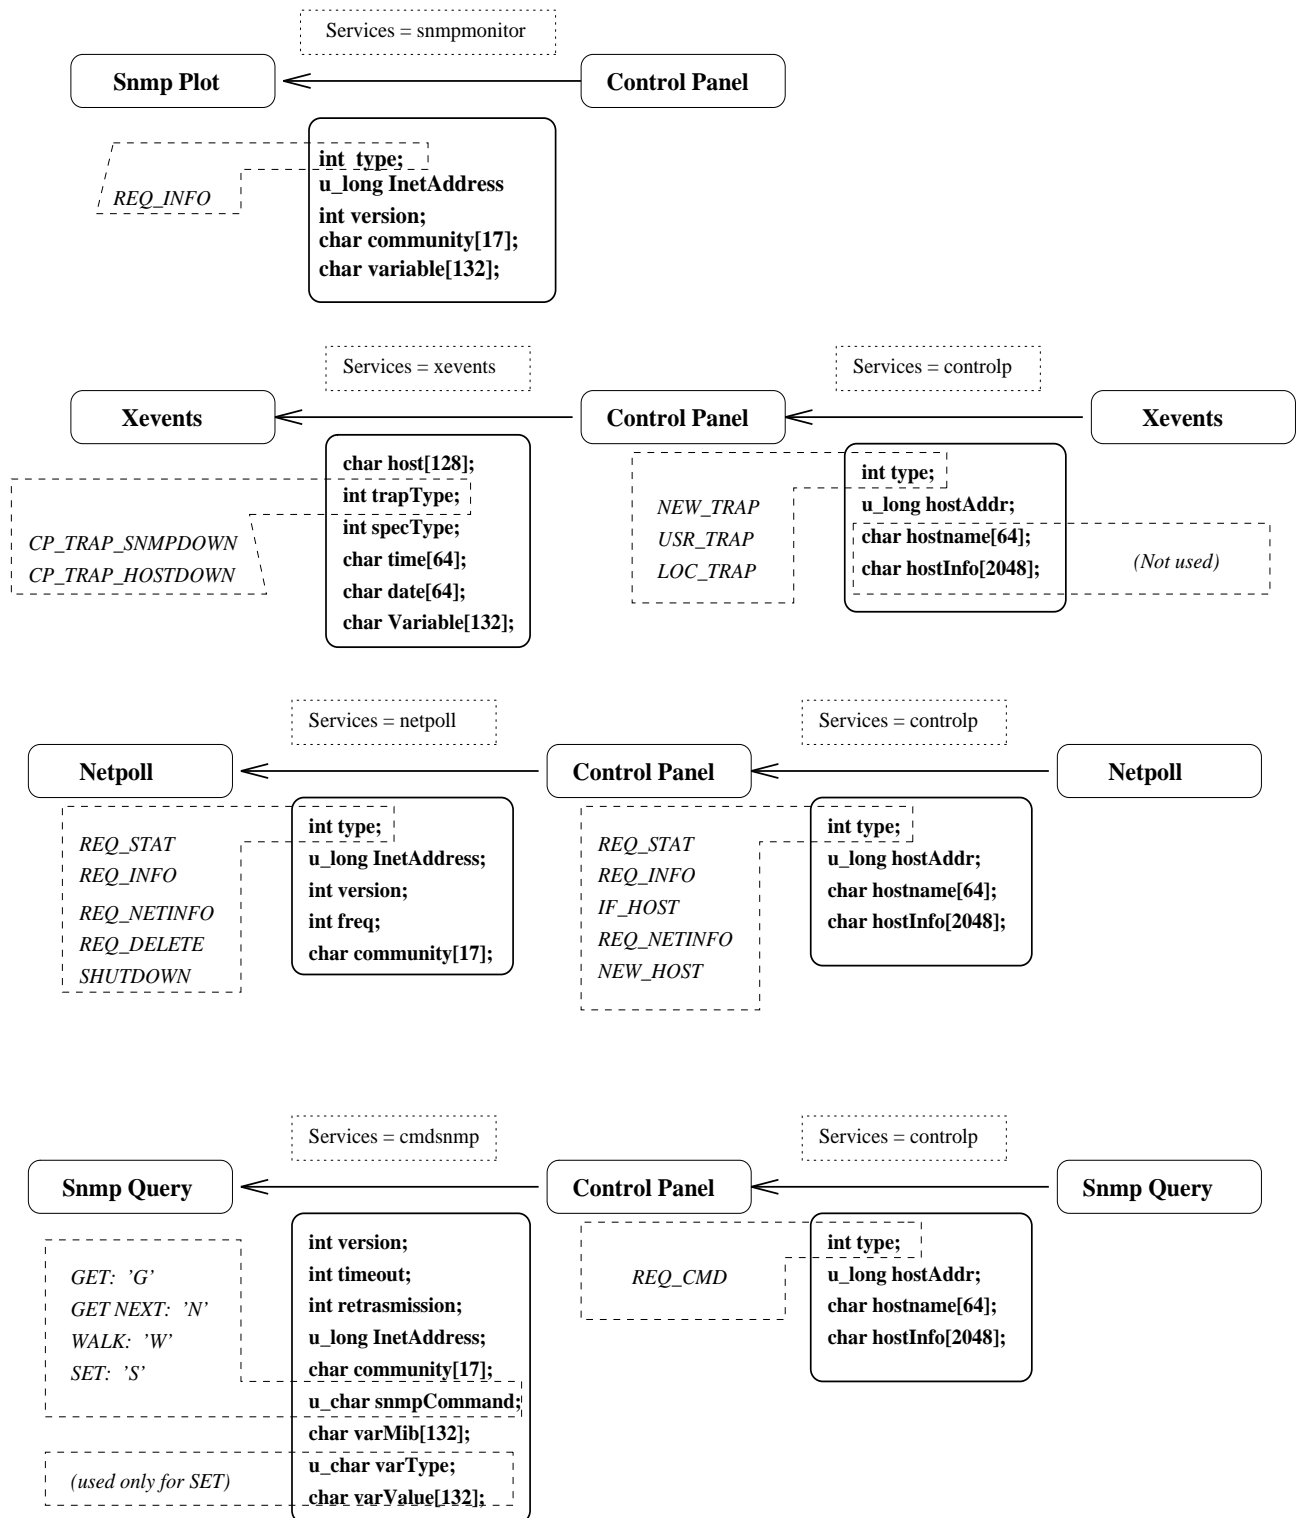 Services = snmpmonitor
Snmp Plot
Control Panel
int type;
u_long InetAddress
int version;
char community[17];
char variable[132];
REQ_INFO
Services = xevents
Services = controlp
Xevents
Control Panel
Xevents
char host[128];
int trapType;
int specType;
char time[64];
char date[64];
char Variable[132];
CP_TRAP_SNMPDOWN
CP_TRAP_HOSTDOWN
int type;
u_long hostAddr;
char hostname[64];
char hostInfo[2048];
NEW_TRAP
USR_TRAP
LOC_TRAP
(Not used)
Services = netpoll
Services = controlp
Netpoll
Control Panel
Netpoll
int type;
u_long InetAddress;
int version;
int freq;
char community[17];
REQ_STAT
REQ_INFO
REQ_NETINFO
REQ_DELETE
SHUTDOWN
int type;
u_long hostAddr;
char hostname[64];
char hostInfo[2048];
REQ_STAT
REQ_INFO
IF_HOST
REQ_NETINFO
NEW_HOST
Services = cmdsnmp
Services = controlp
Snmp Query
Control Panel
Snmp Query
int version;
int timeout;
int retrasmission;
u_long InetAddress;
char community[17];
u_char snmpCommand;
char varMib[132];
u_char varType;
char varValue[132];
GET: ’G’
GET NEXT: ’N’
WALK: ’W’
SET: ’S’
(used only for SET)
int type;
u_long hostAddr;
char hostname[64];
char hostInfo[2048];
REQ_CMD